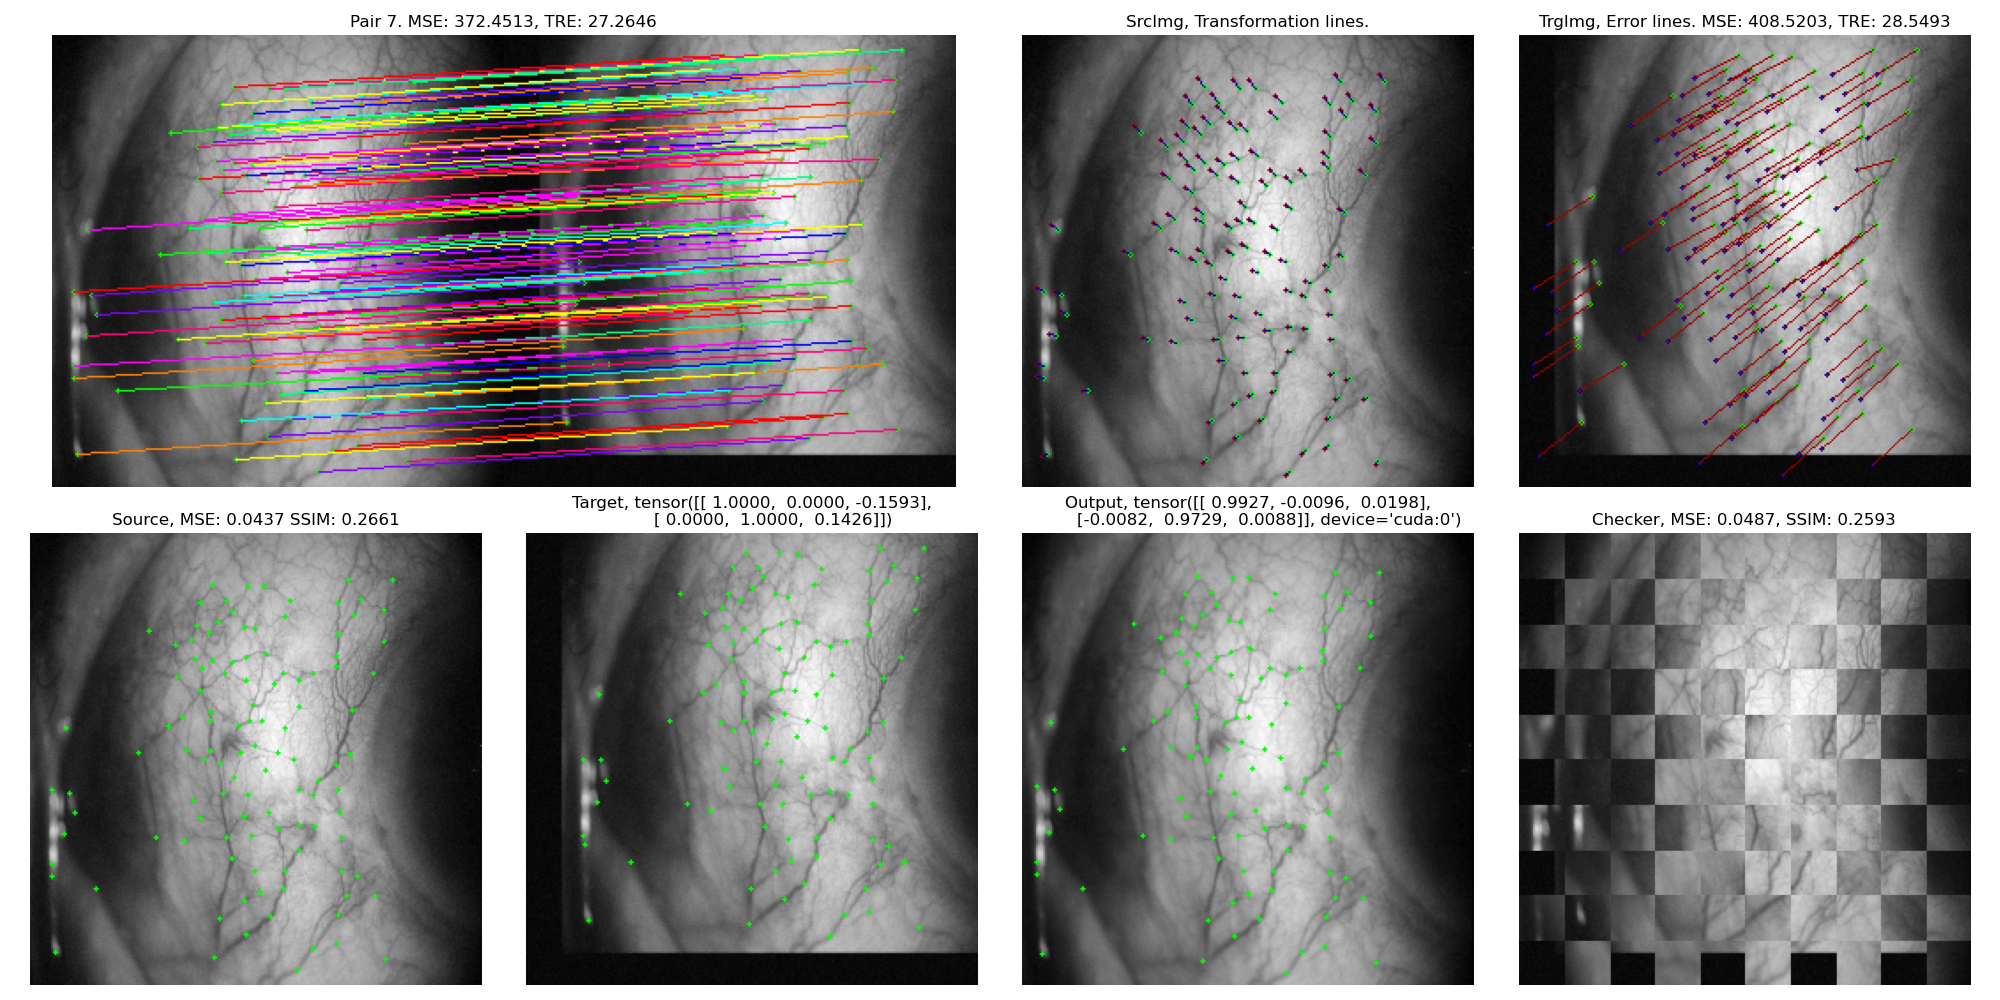 Pair 7. MSE: 372.4513, TRE: 27.2646
SrcImg, Transformation lines.
TrgImg, Error lines. MSE: 408.5203, TRE: 28.5493
Source, MSE: 0.0437 SSIM: 0.2661
Target, tensor([[ 1.0000,  0.0000, -0.1593],
[ 0.0000,  1.0000,  0.1426]])
Output, tensor([[ 0.9927, -0.0096,  0.0198],
[-0.0082,  0.9729,  0.0088]], device='cuda:0')
Checker, MSE: 0.0487, SSIM: 0.2593